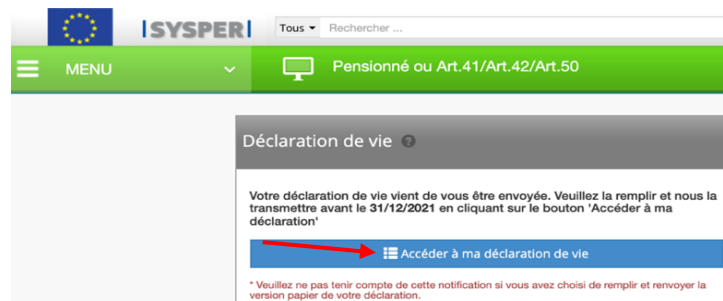 SYSPER
Tous
Rechercher ...
MENU
Pensionné ou Art.41/Art.42/Art.50
Déclaration de vie ?
Votre déclaration de vie vient de vous être envoyée. Veuillez la remplir et nous la
transmettre avant le 31/12/2021 en cliquant sur le bouton 'Accéder à ma
déclaration'
Accéder à ma déclaration de vie
* Veuillez ne pas tenir compte de cette notification si vous avez choisi de remplir et renvoyer la
version papier de votre déclaration.